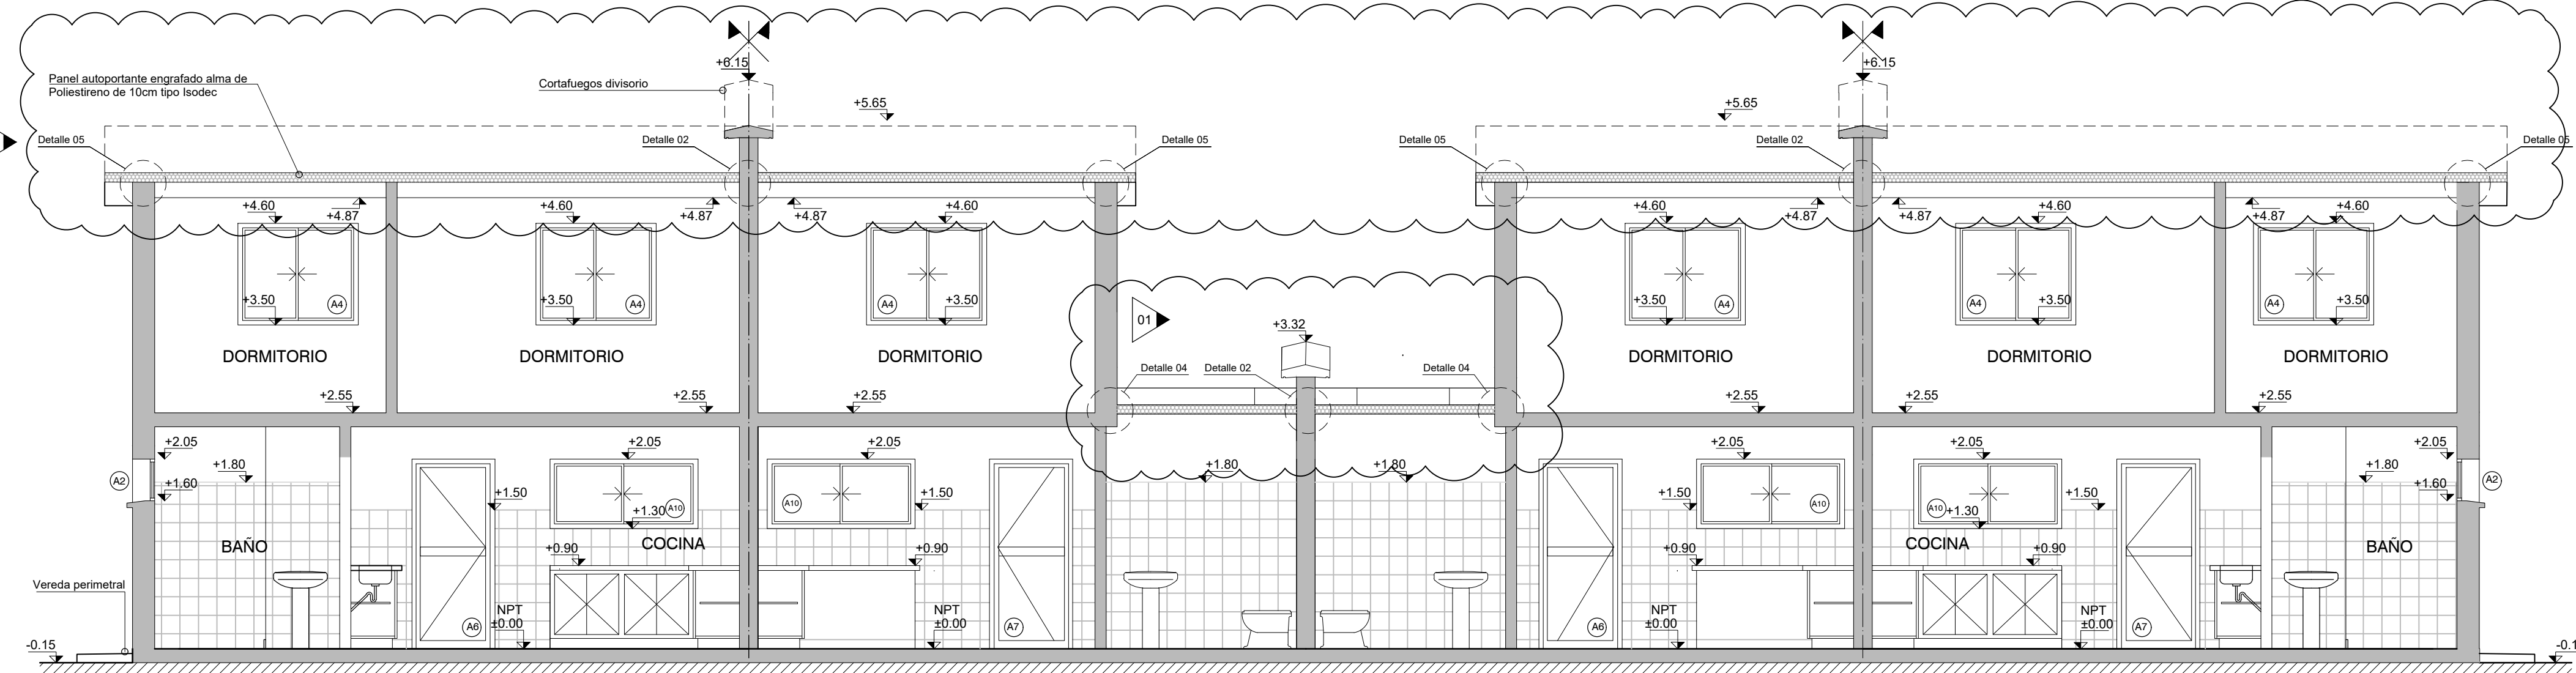 +6.15
+6.15
Panel autoportante engrafado alma de
Poliestireno de 10cm tipo Isodec
Cortafuegos divisorio
+5.65
+5.65
Detalle 05
Detalle 02
Detalle 05
Detalle 05
Detalle 02
Detalle 05
+4.60
+4.87
+4.60
+4.87
+4.87
+4.60
+4.60
+4.87
+4.87
+4.60
+4.87
+4.60
+3.50
A4
+3.50
A4
A4
+3.50
01
+3.32
+3.50
A4
A4
+3.50
A4
+3.50
DORMITORIO
DORMITORIO
DORMITORIO
DORMITORIO
DORMITORIO
DORMITORIO
Detalle 04
Detalle 02
Detalle 04
+2.55
+2.55
+2.55
+2.55
+2.55
+2.55
+2.05
+2.05
+2.05
+2.05
+2.05
+2.05
A2
+1.80
+1.80
+1.80
+1.80
A2
+1.60
+1.50
A10
A10
+1.50
+1.50
A10
A10
+1.50
+1.60
+1.30
+1.30
BAÑO
COCINA
COCINA
BAÑO
+0.90
+0.90
+0.90
+0.90
Vereda perimetral
NPT
±0.00
NPT
±0.00
NPT
±0.00
NPT
±0.00
A6
A7
A6
A7
-0.15
-0.1